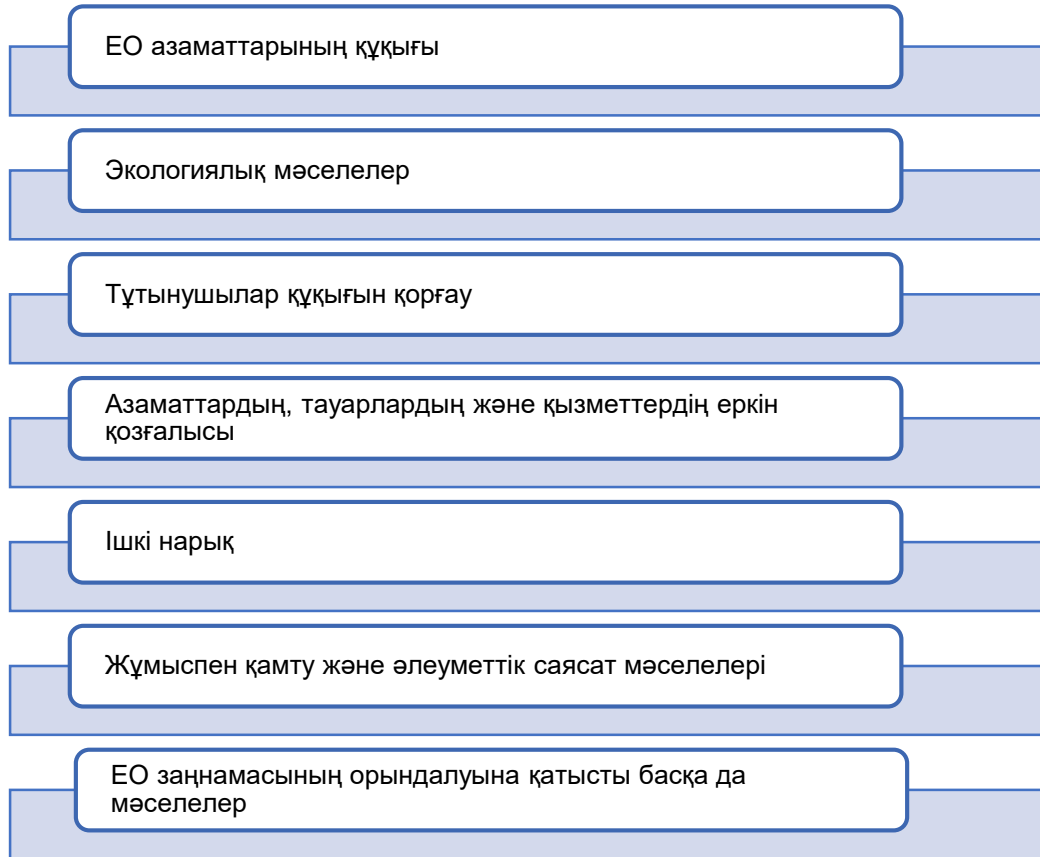 ЕО азаматтарының құқығы
Экологиялық мәселелер
Тұтынушылар құқығын қорғау
Азаматтардың, тауарлардың және қызметтердің еркін
қозғалысы
Ішкі нарық
Жұмыспен қамту және әлеуметтік саясат мәселелері
ЕО заңнамасының орындалуына қатысты басқа да
мәселелер